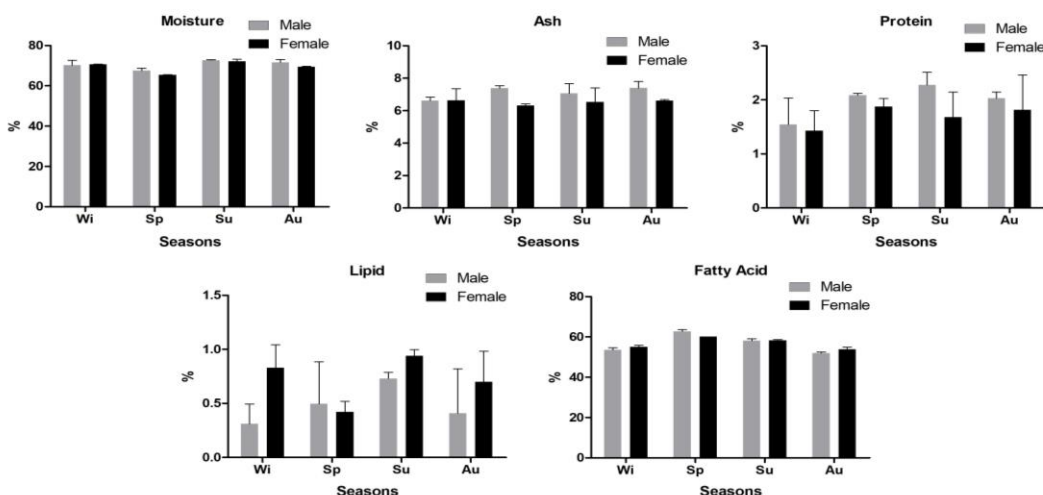 Moisture
Male
Female
80
60
40
20
0
%
Wi Sp Su Au
Seasons
Ash
Male
Female
10
8
6
4
2
0
%
Wi Sp Su Au
Seasons
Protein
Male
Female
3
2
1
0
%
Wi Sp Su Au
Seasons
Lipid
Male
Female
1.5
1.0
0.5
0.0
%
Wi Sp Su Au
Seasons
Fatty Acid
Male
Female
80
60
40
20
0
%
Wi Sp Su Au
Seasons